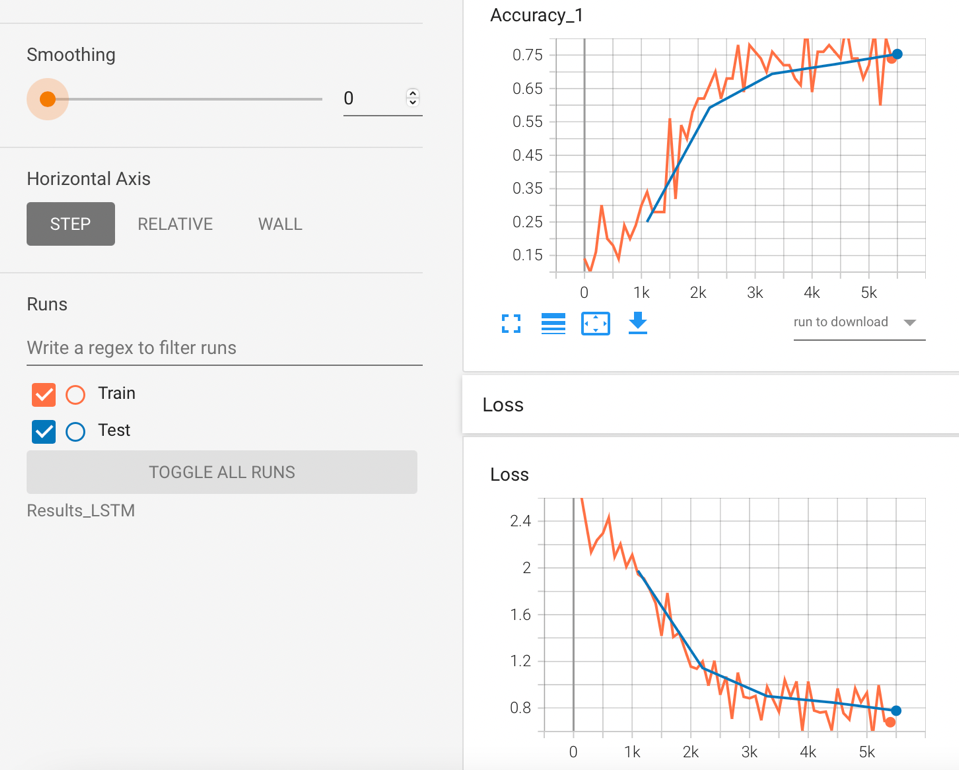 Smoothing
0
Horizontal Axis
STEP RELATIVE WALL
Runs
Write a regex to filter runs
Train
Test
TOGGLE ALL RUNS
Results_LSTM
Accuracy_1
0.75
0.65
0.55
0.45
0.35
0.25
0.15
0 1k 2k 3k 4k 5k
run to download
Loss
Loss
2.4
2
1.6
1.2
0.8
0 1k 2k 3k 4k 5k